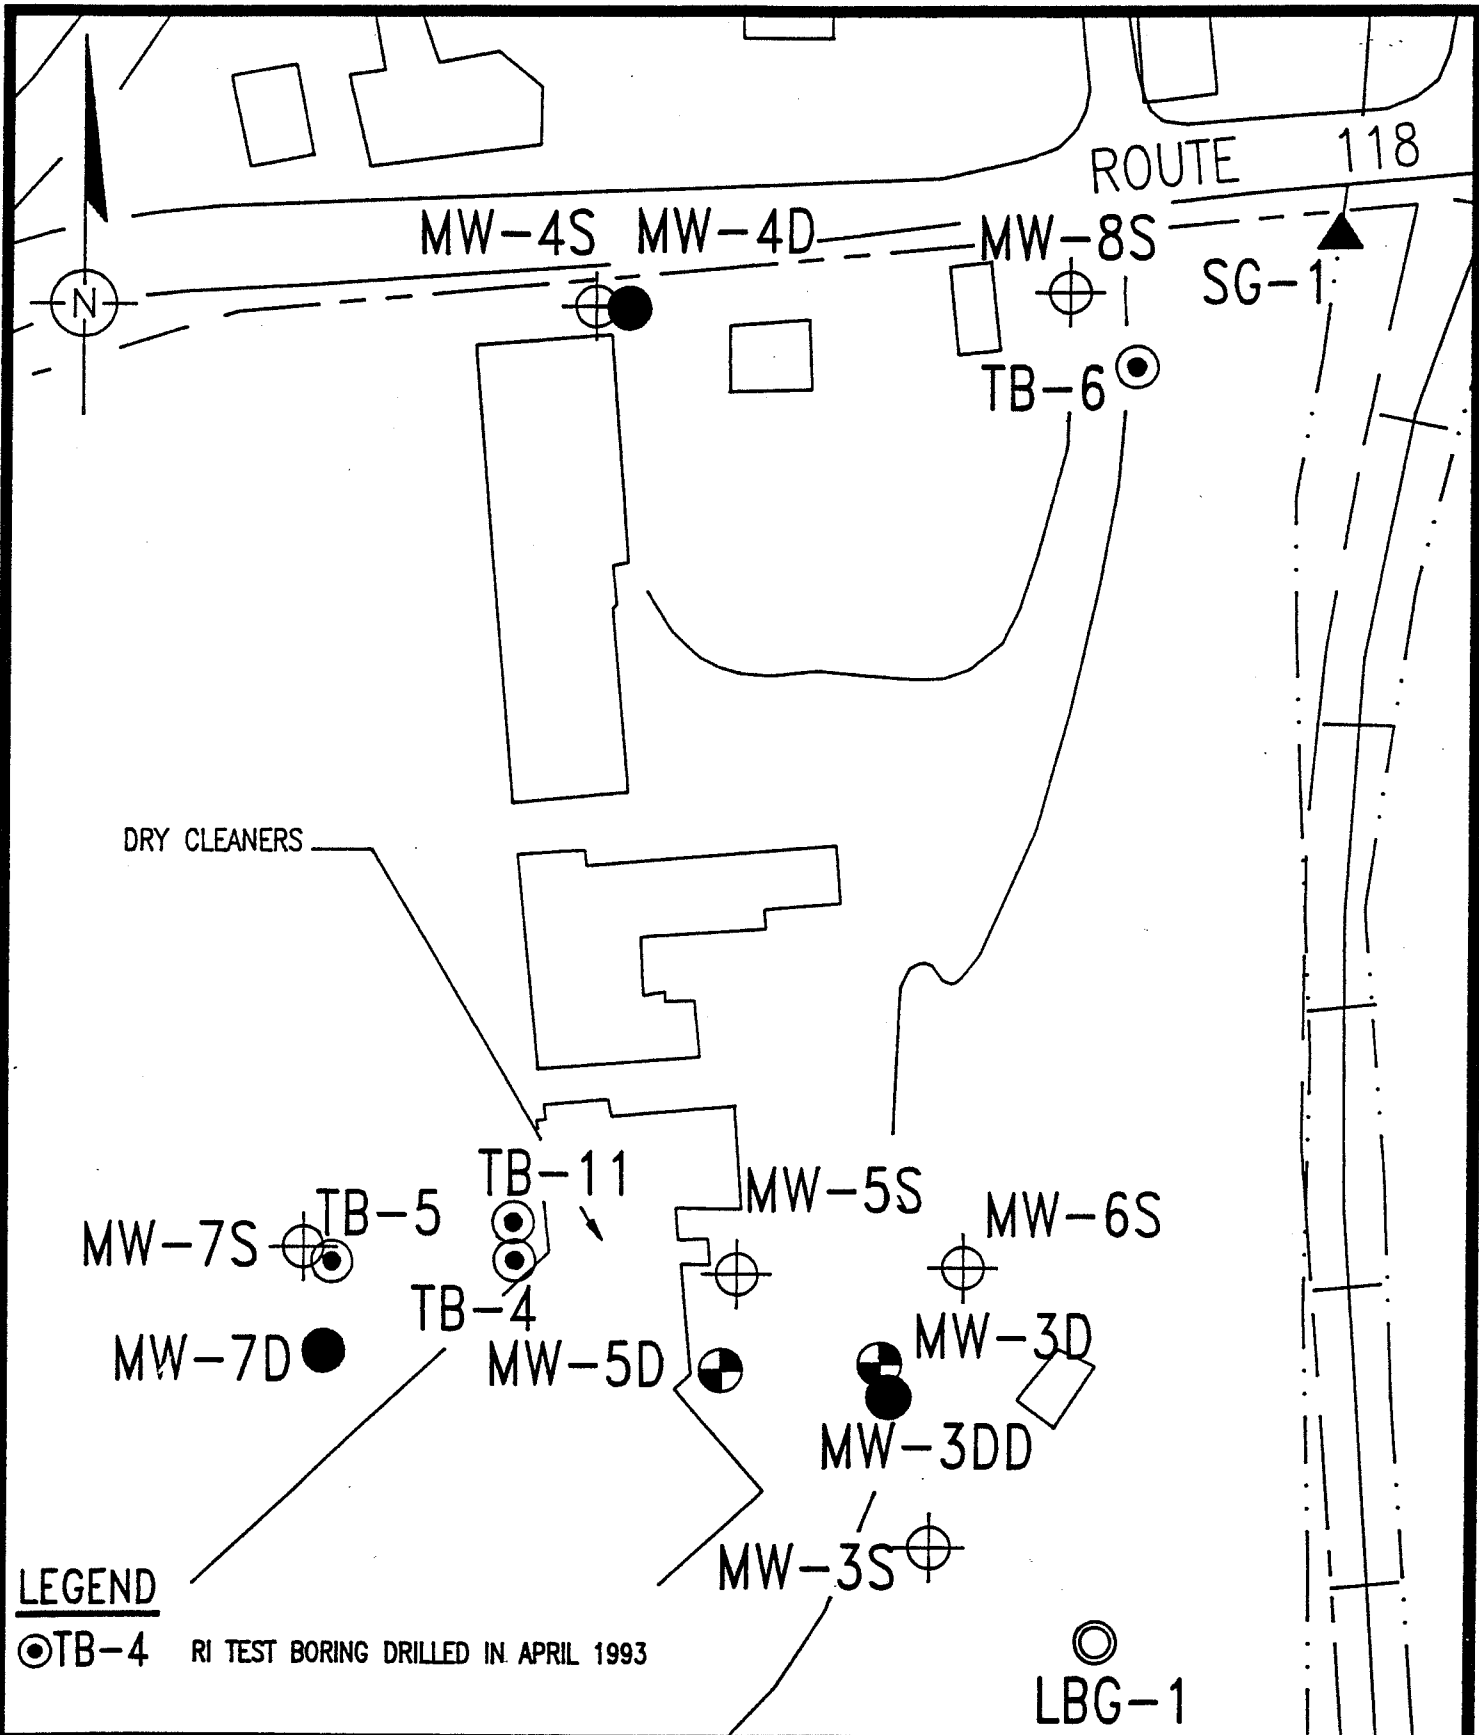 ROUTE 118
MW-4S MW-4D
MW-8S
SG-1
N
TB-6
DRY CLEANERS
TB-11
MW-5S
TB-5
MW-6S
MW-7S
TB-4
MW-3D
MW-7D
MW-5D
MW-3DD
MW-3S
LEGEND
TB-4 RI TEST BORING DRILLED IN APRIL 1993
LBG-1